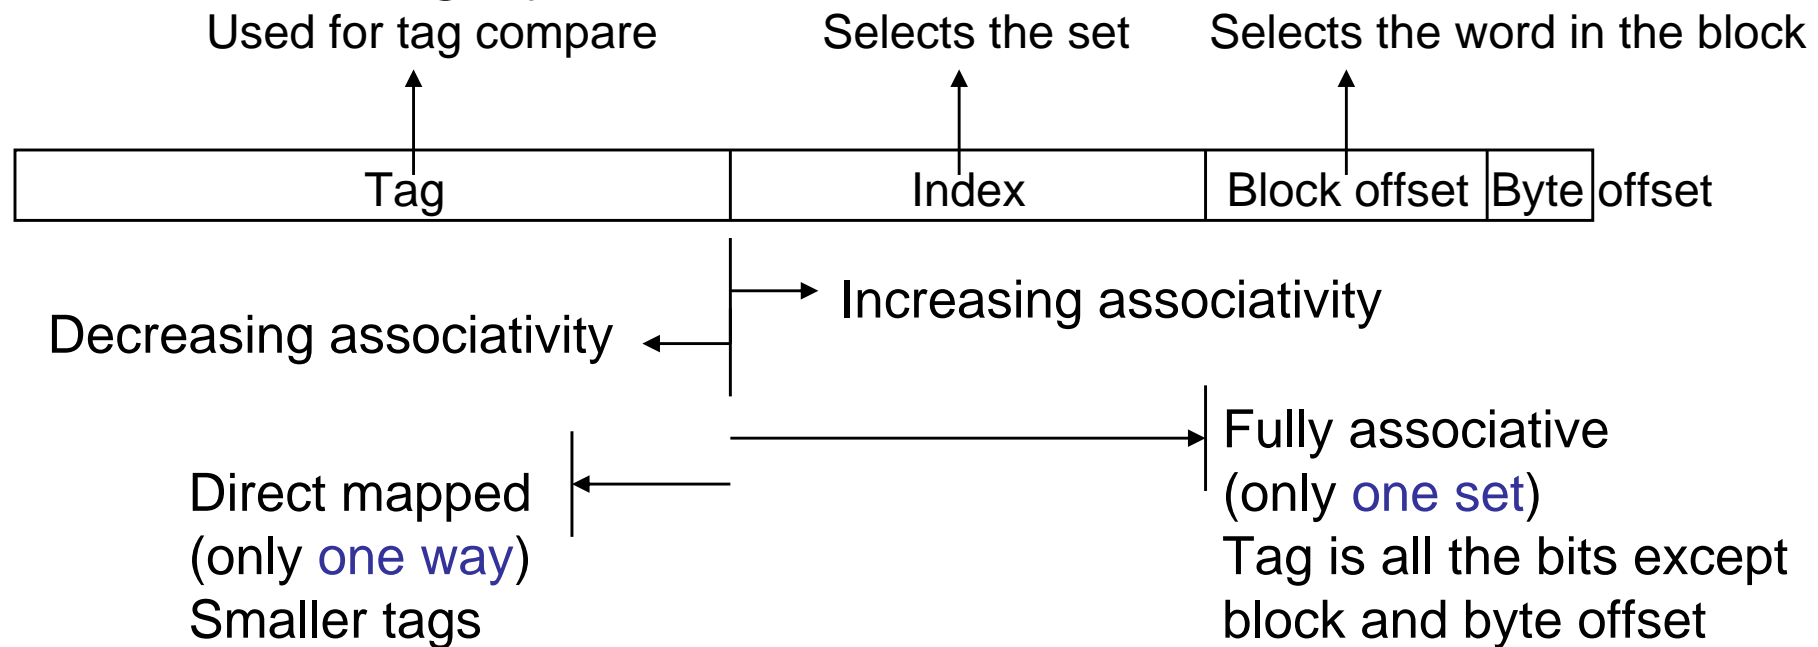 Used for tag compare
Selects the set
Selects the word in the block
Tag
Index
Block offset
Byte offset
Increasing associativity
Decreasing associativity
Fully associative
(only one set)
Tag is all the bits except
block and byte offset
Direct mapped
(only one way)
Smaller tags